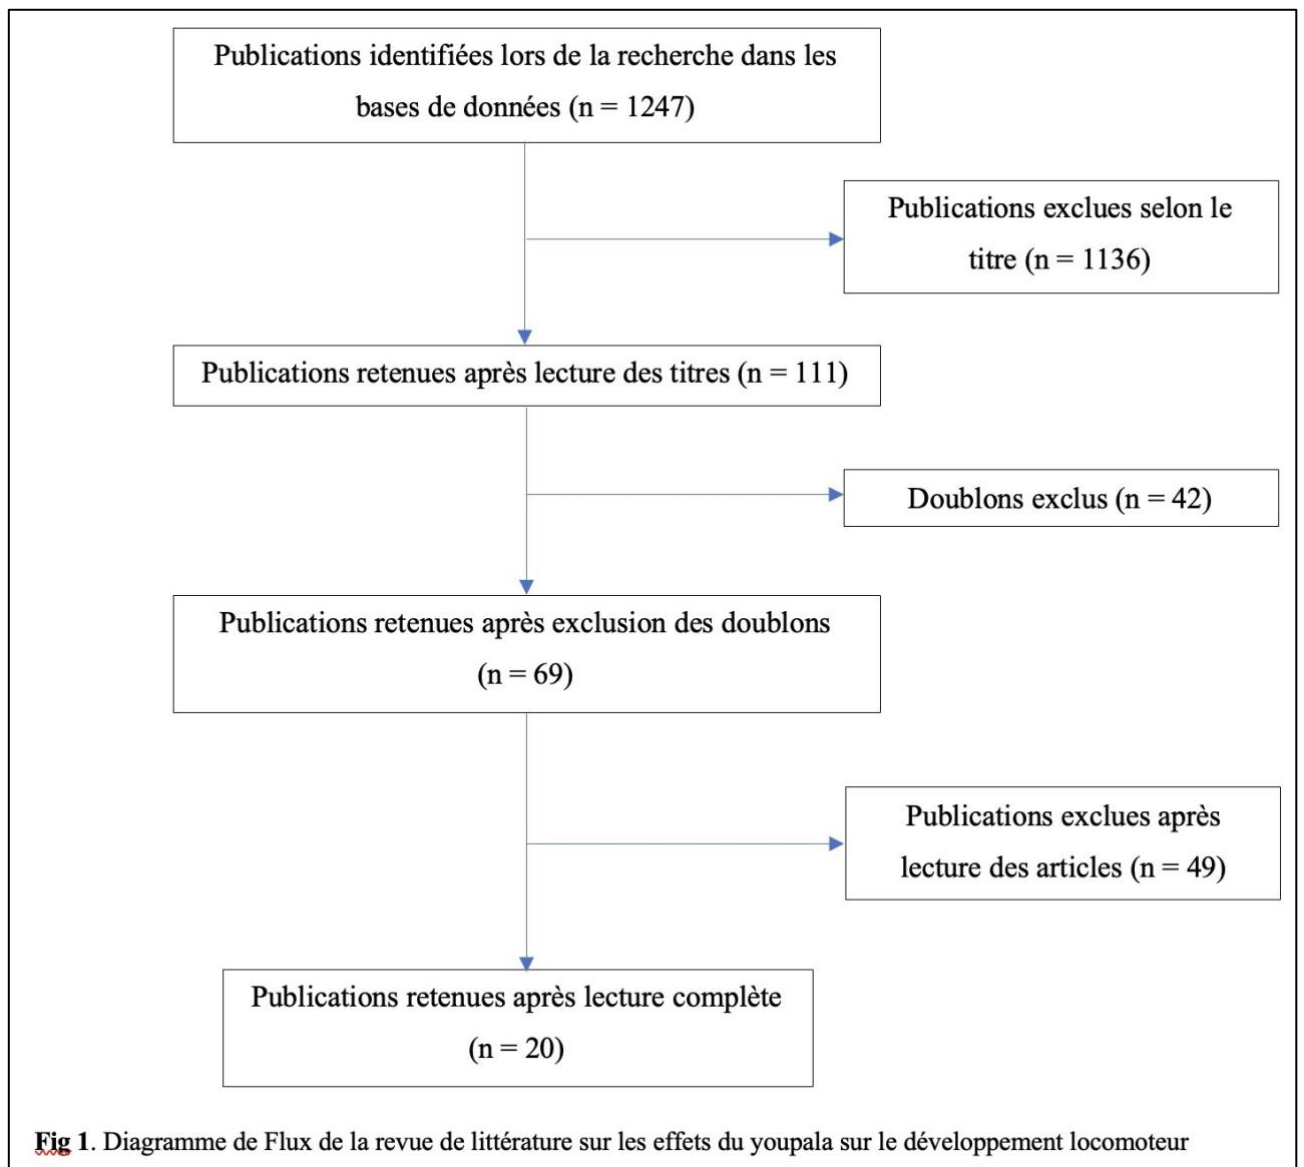 Publications identifiées lors de la recherche dans les
bases de données (n = 1247)
Publications exclues selon le
titre (n = 1136)
Publications retenues après lecture des titres (n = 111)
Doublons exclus (n = 42)
Publications retenues après exclusion des doublons
(n = 69)
Publications exclues après
lecture des articles (n = 49)
Publications retenues après lecture complète
(n = 20)
Fig 1. Diagramme de Flux de la revue de littérature sur les effets du youpala sur le développement locomoteur